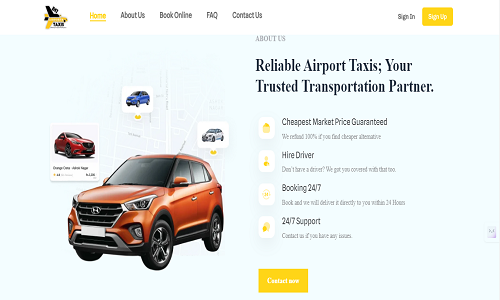 TAXIS
Home
About Us
Book Online
FAQ
Contact Us
Sign In
Sign Up
ABOUT US
Reliable Airport Taxis; Your
Trusted Transportation Partner.
Cheapest Market Price Guaranteed
We refund 100% if you find cheaper alternative.
Hire Driver
Don't have a driver? We got you covered with that too.
Booking 24/7
Book and we will deliver it directly to you within 24 Hours
24/7 Support
Contact us if you have any issues.
Contact now